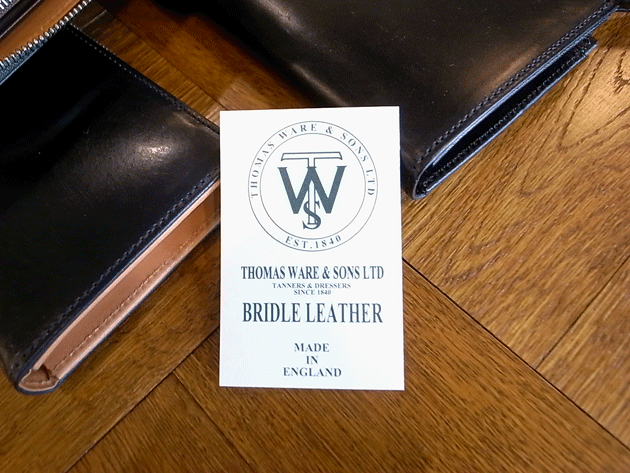 THOMAS WARE & SONS LTD
TWS
EST.1840
THOMAS WARE & SONS LTD
TANNERS & DRESSERS
SINCE 1840
BRIDLE LEATHER
MADE
IN
ENGLAND